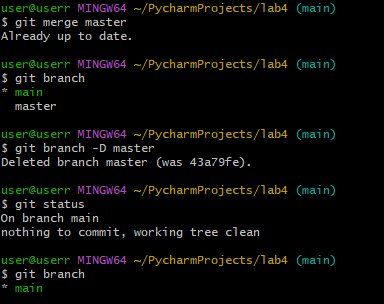 user@userr MINGW64 ~/PycharmProjects/lab4 (main)
$ git merge master
Already up to date.
user@userr MINGW64 ~/PycharmProjects/lab4 (main)
$ git branch
* main
  master
user@userr MINGW64 ~/PycharmProjects/lab4 (main)
$ git branch -D master
Deleted branch master (was 43a79fe).
user@userr MINGW64 ~/PycharmProjects/lab4 (main)
$ git status
On branch main
nothing to commit, working tree clean
user@userr MINGW64 ~/PycharmProjects/lab4 (main)
$ git branch
* main